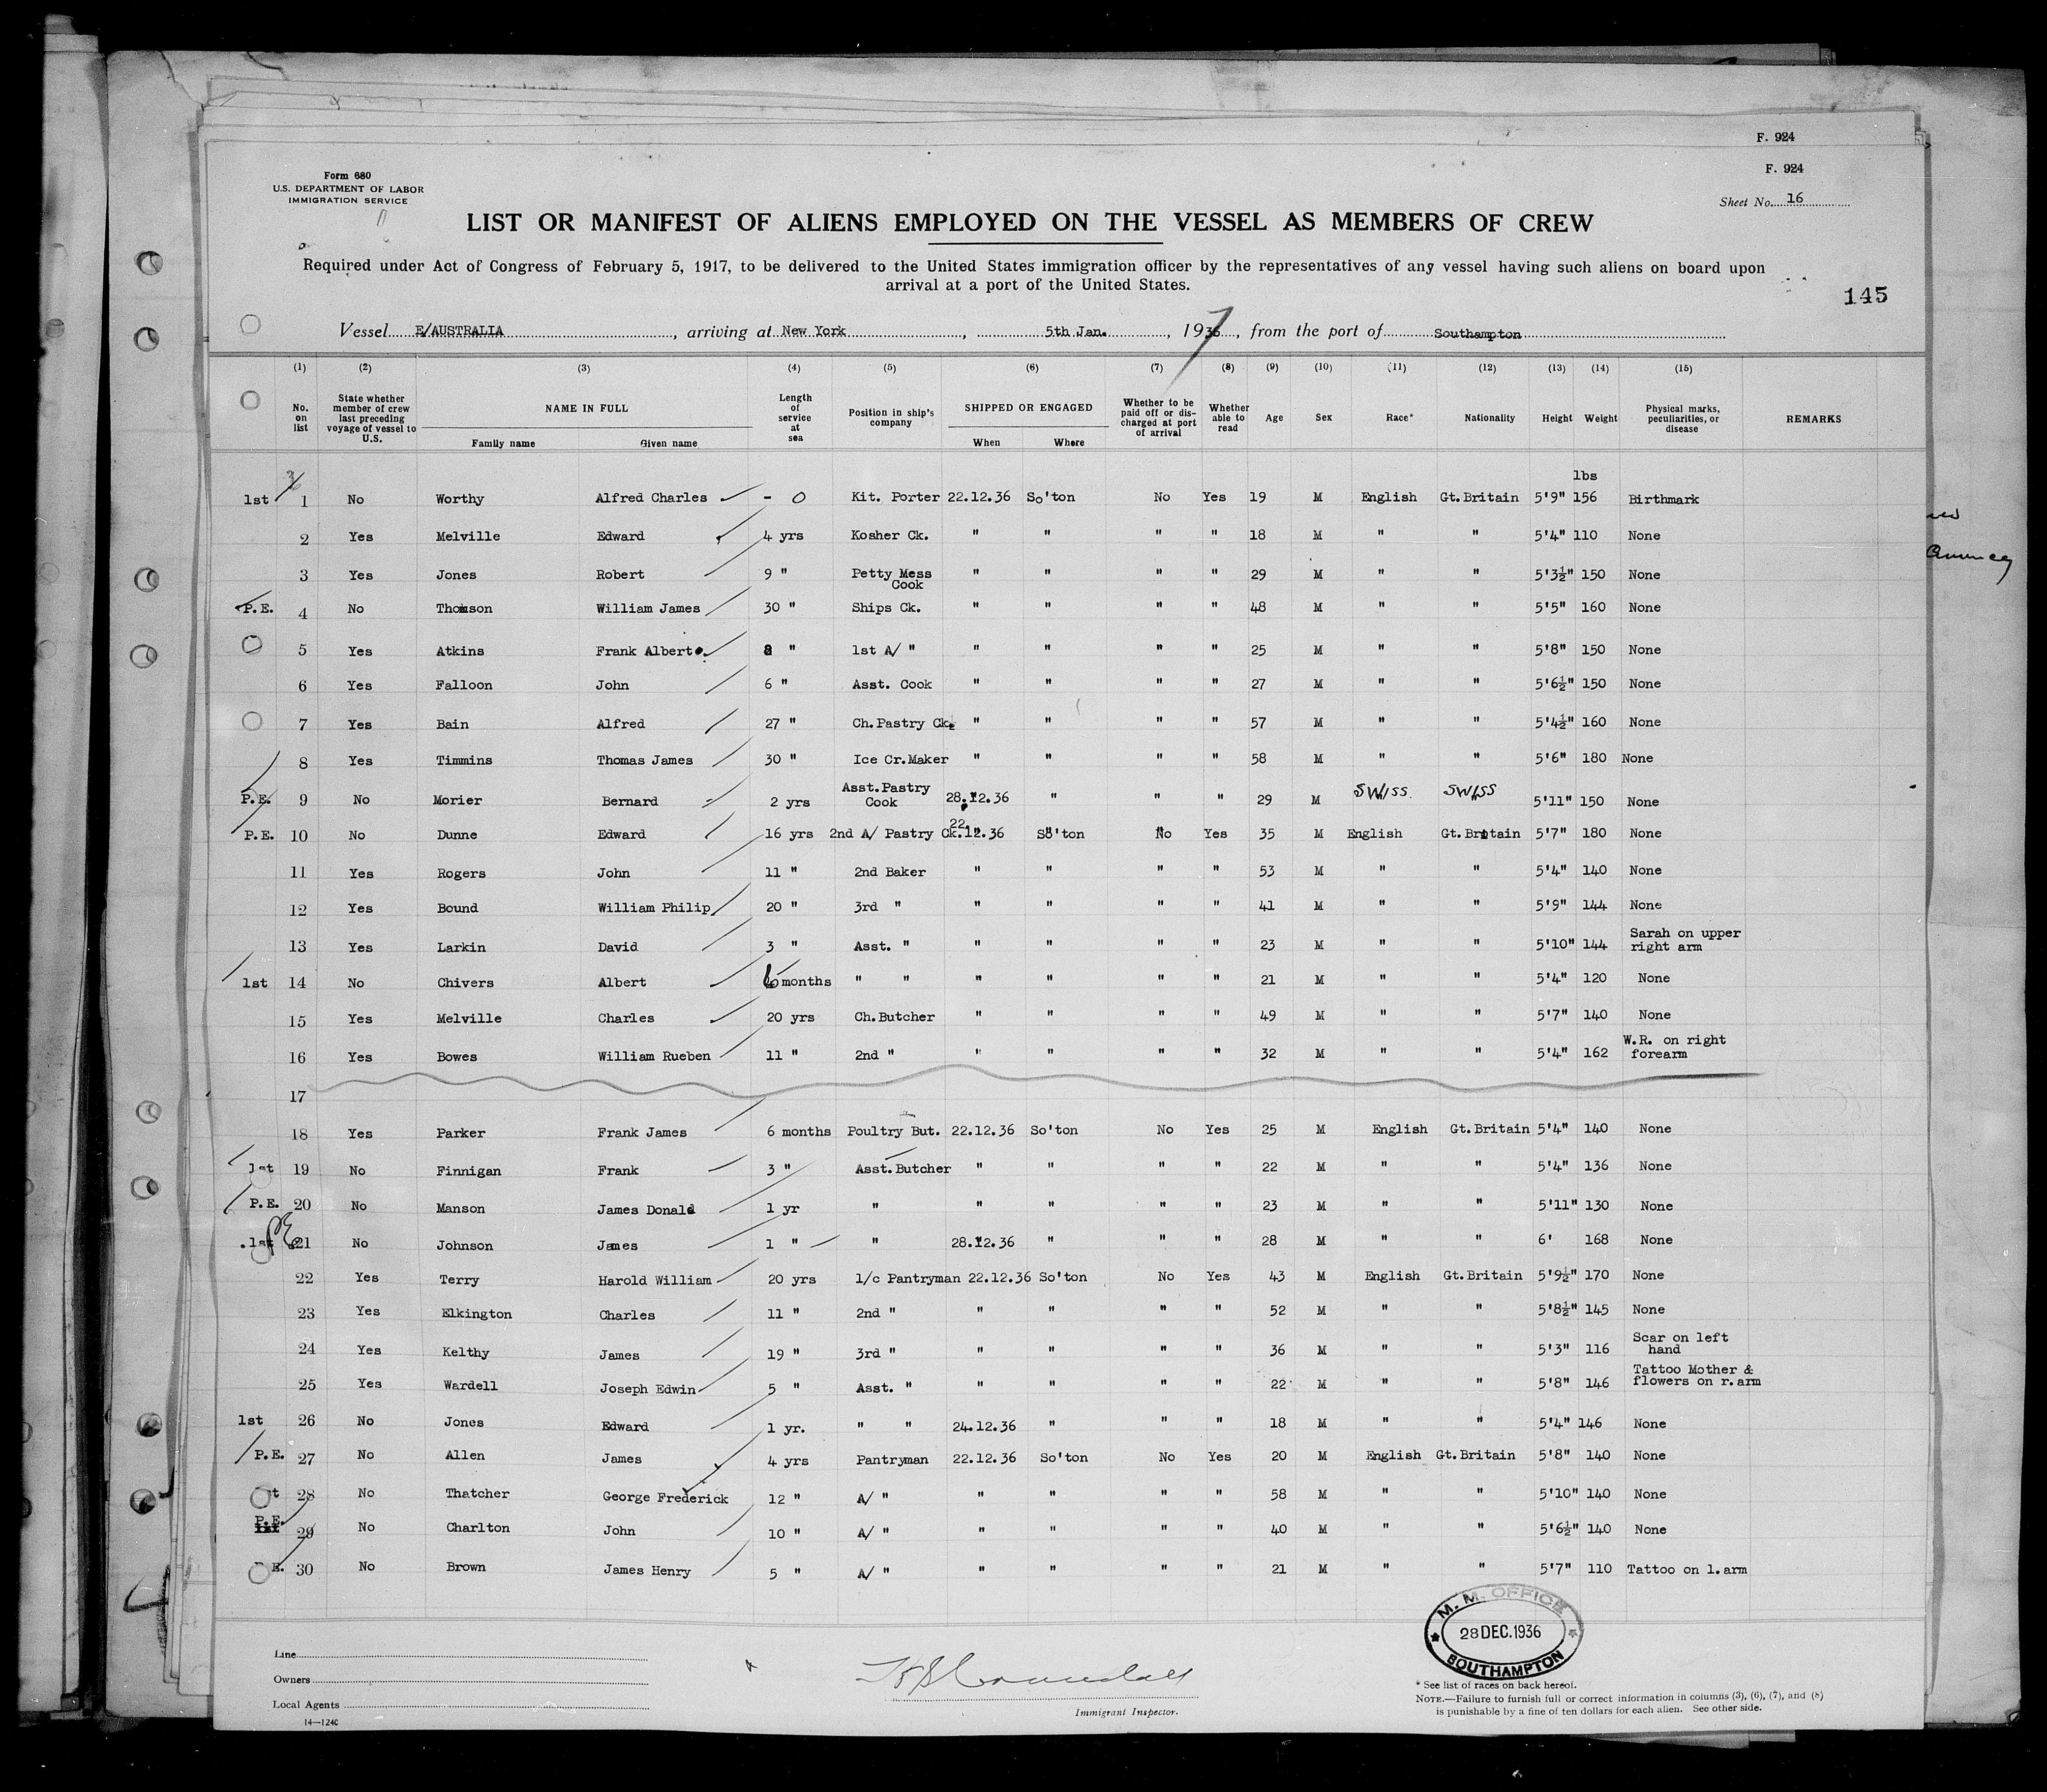 F. 924
F. 924
Form 680
U.S. DEPARTMENT OF LABOR
IMMIGRATION SERVICE
Sheet No. 16
LIST OR MANIFEST OF ALIENS EMPLOYED ON THE VESSEL AS MEMBERS OF CREW
Required under Act of Congress of February 5, 1917, to be delivered to the United States immigration officer by the representatives of any vessel having such aliens on board upon
arrival at a port of the United States.
145
Vessel E/AUSTRALIA, arriving at New York, 5th Jan., 1936 7, from the port of Southampton
(1) (2) (3) (4) (5) (6) (7) (8) (9) (10) (11) (12) (13) (14) (15)
No. on list State whether member of crew last preceding voyage of vessel to U.S. NAME IN FULL Length of service at sea Position in ship's company SHIPPED OR ENGAGED Whether to be paid off or discharged at port of arrival Whether able to read Age Sex Race* Nationality Height Weight Physical marks, peculiarities, or disease REMARKS
Family name Given name When Where
lbs
1st 1 No Worthy Alfred Charles - 0 Kit. Porter 22.12.36 So'ton No Yes 19 M English Gt. Britain 5'9" 156 Birthmark
2 Yes Melville Edward 4 yrs Kosher Ck. " " " " 18 M " " 5'4" 110 None
3 Yes Jones Robert 9 " Petty Mess Cook " " " " 29 M " " 5'3½" 150 None
P.E. 4 No Thomson William James 30 " Ships Ck. " " " " 48 M " " 5'5" 160 None
5 Yes Atkins Frank Albert 8 " 1st A/ " " " " " 25 M " " 5'8" 150 None
6 Yes Falloon John 6 " Asst. Cook " " " " 27 M " " 5'6½" 150 None
7 Yes Bain Alfred 27 " Ch. Pastry Ck. " " " " 57 M " " 5'4½" 160 None
8 Yes Timmins Thomas James 30 " Ice Cr. Maker " " " " 58 M " " 5'6" 180 None
P.E. 9 No Morier Bernard 2 yrs Asst. Pastry Cook 28.12.36 " " " 29 M SWISS SWISS 5'11" 150 None
P.E. 10 No Dunne Edward 16 yrs 2nd A/ Pastry Ck. 22.12.36 So'ton No Yes 35 M English Gt. Britain 5'7" 180 None
11 Yes Rogers John 11 " 2nd Baker " " " " 53 M " " 5'4" 140 None
12 Yes Bound William Philip 20 " 3rd " " " " " 41 M " " 5'9" 144 None
13 Yes Larkin David 3 " Asst. " " " " " 23 M " " 5'10" 144 Sarah on upper right arm
1st 14 No Chivers Albert 6 months " " " " " " 21 M " " 5'4" 120 None
15 Yes Melville Charles 20 yrs Ch. Butcher " " " " 49 M " " 5'7" 140 None
16 Yes Bowes William Rueben 11 " 2nd " " " " " 32 M " " 5'4" 162 W.R. on right forearm
17
18 Yes Parker Frank James 6 months Poultry But. 22.12.36 So'ton No Yes 25 M English Gt. Britain 5'4" 140 None
1st 19 No Finnigan Frank 3 " Asst. Butcher " " " " 22 M " " 5'4" 136 None
P.E. 20 No Manson James Donald 1 yr " " " " " 23 M " " 5'11" 130 None
1st PE 21 No Johnson James 1 " " 28.12.36 " " " 28 M " " 6' 168 None
22 Yes Terry Harold William 20 yrs 1/c Pantryman 22.12.36 So'ton No Yes 43 M English Gt. Britain 5'9½" 170 None
23 Yes Elkington Charles 11 " 2nd " " " " " 52 M " " 5'8½" 145 None
24 Yes Kelthy James 19 " 3rd " " " " " 36 M " " 5'3" 116 Scar on left hand
25 Yes Wardell Joseph Edwin 5 " Asst. " " " " " 22 M " " 5'8" 146 Tattoo Mother & flowers on r. arm
1st 26 No Jones Edward 1 yr. " " 24.12.36 " " " 18 M " " 5'4" 146 None
P.E. 27 No Allen James 4 yrs Pantryman 22.12.36 So'ton No Yes 20 M English Gt. Britain 5'8" 140 None
28 No Thatcher George Frederick 12 " A/ " " " " " 58 M " " 5'10" 140 None
P.E. 29 No Charlton John 10 " A/ " " " " " 40 M " " 5'6½" 140 None
E. 30 No Brown James Henry 5 " A/ " " " " " 21 M " " 5'7" 110 Tattoo on l. arm
M. M. OFFICE
28 DEC. 1936
SOUTHAMPTON
Line
Owners
Local Agents
14—1240
Immigrant Inspector.
* See list of races on back hereof.
NOTE.—Failure to furnish full or correct information in columns (3), (6), (7), and (8)
is punishable by a fine of ten dollars for each alien. See other side.